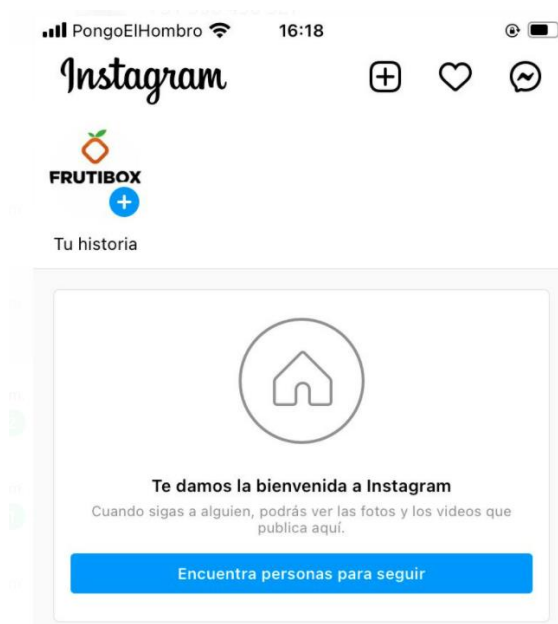 PongoElHombro 16:18
Instagram
FRUTIBOX
Tu historia
Te damos la bienvenida a Instagram
Cuando sigas a alguien, podrás ver las fotos y los videos que
publica aquí.
Encuentra personas para seguir